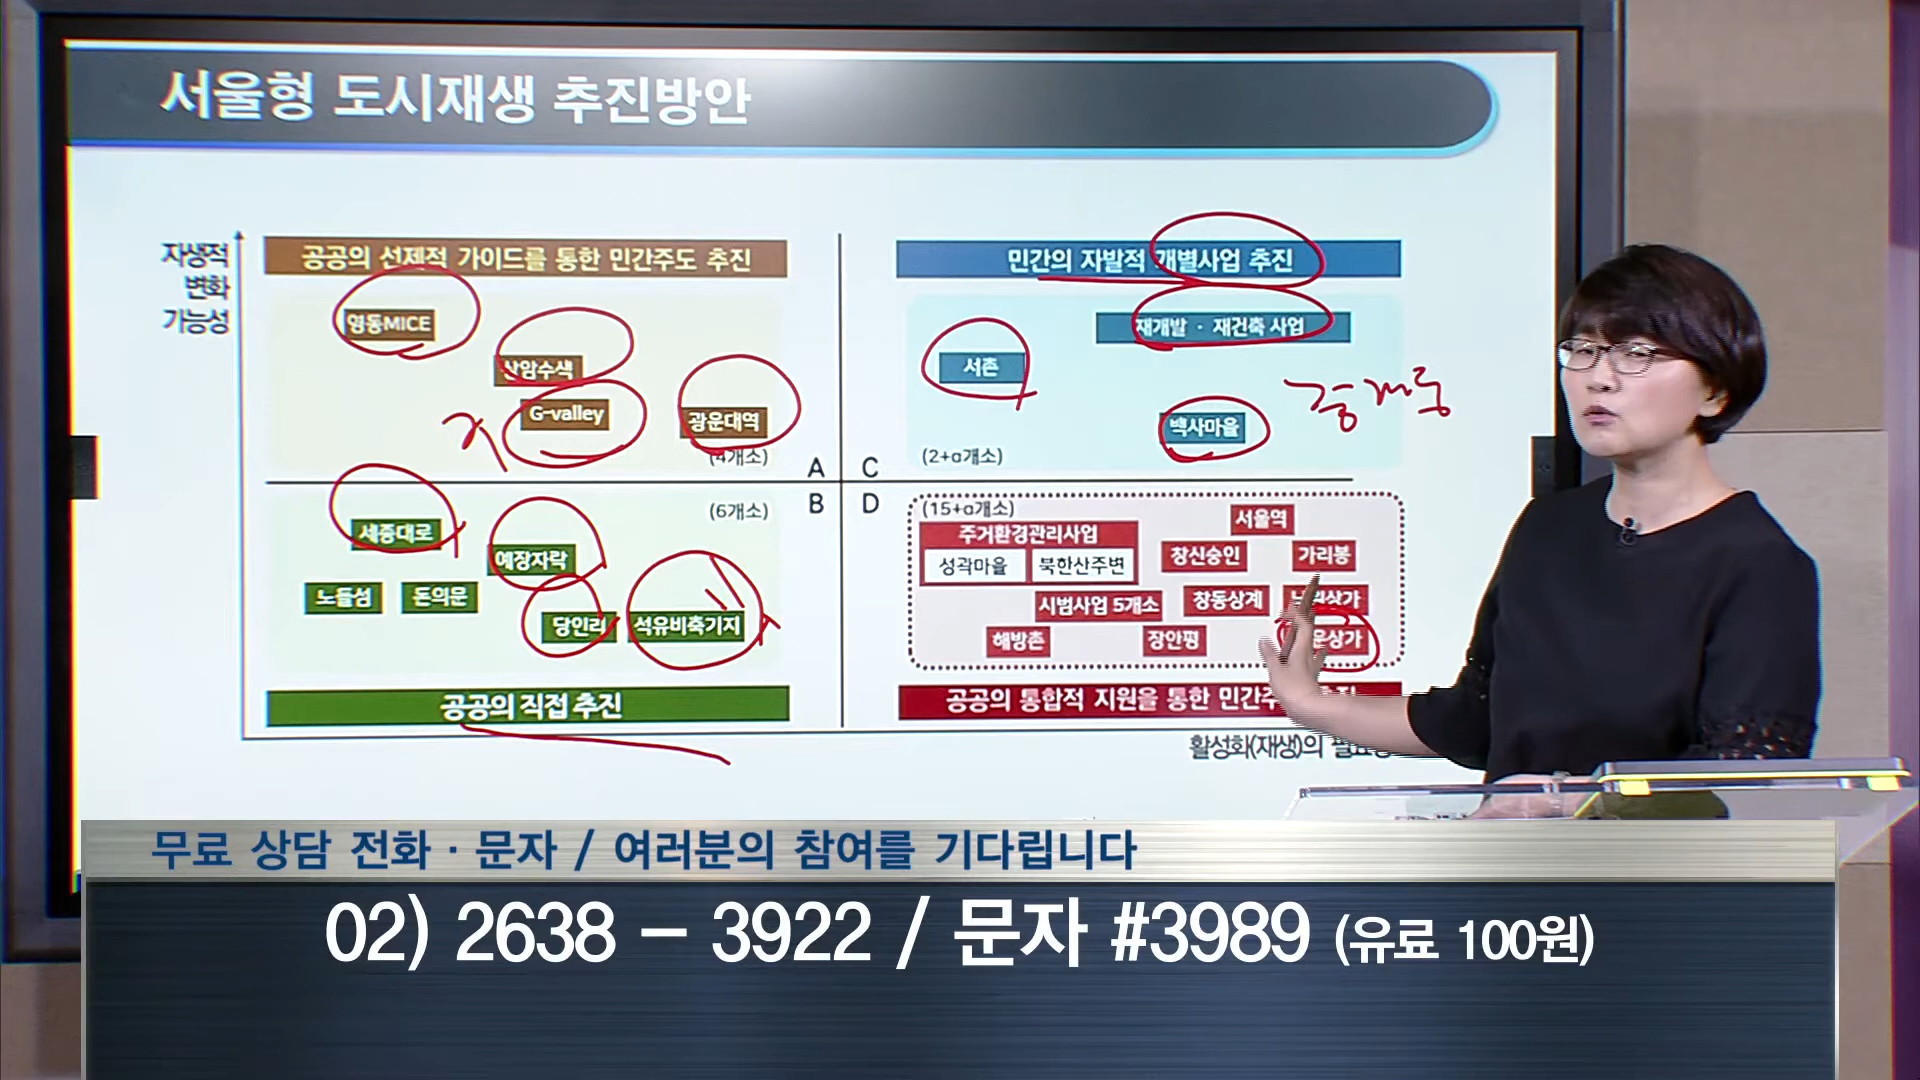 서울형 도시재생 추진방안
자생적
변화
가능성
공공의 선제적 가이드를 통한 민간주도 추진
영동MICE
상암수색
G-valley
광운대역
(4개소)
A
민간의 자발적 개별사업 추진
재개발 · 재건축 사업
서촌
백사마을
(2+α개소)
C
B
(6개소)
세종대로
예장자락
노들섬
돈의문
당인리
석유비축기지
공공의 직접 추진
D
(15+α개소)
서울역
주거환경관리사업
성곽마을
북한산주변
창신숭인
가리봉
시범사업 5개소
창동상계
해방촌
장안평
공공의 통합적 지원을 통한
활성화(재생)의
무료 상담 전화 · 문자 / 여러분의 참여를 기다립니다
02) 2638 - 3922 / 문자 #3989 (유료 100원)